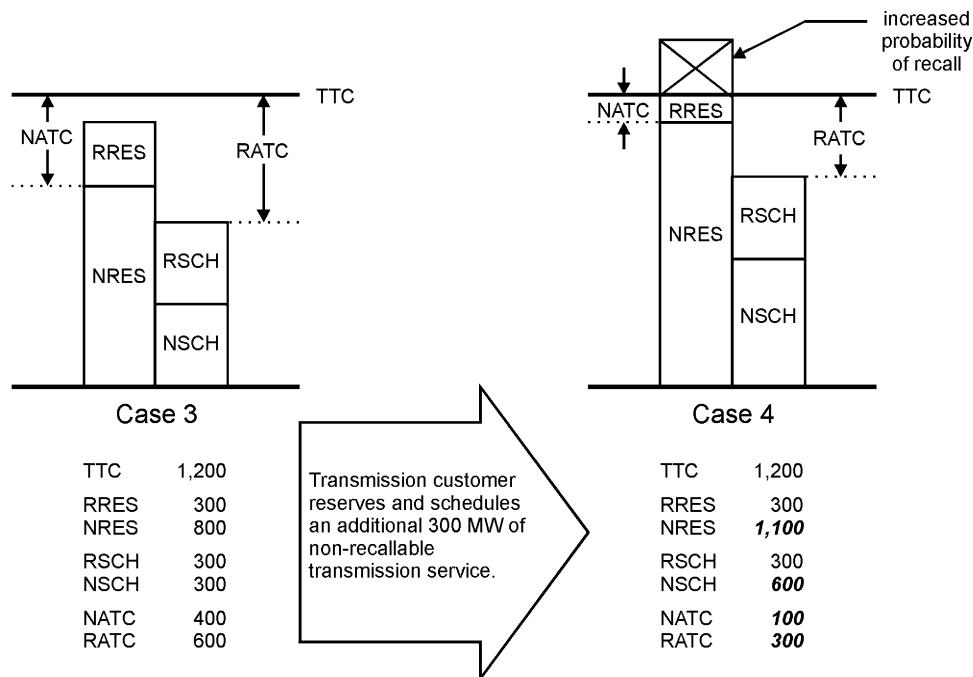 increased
probability
of recall
TTC
NATC
RRES
RATC
NRES
RSCH
NSCH
Case 3
TTC 1,200
RRES 300
NRES 800
RSCH 300
NSCH 300
NATC 400
RATC 600
Transmission customer
reserves and schedules
an additional 300 MW of
non-recallable
transmission service.
TTC
NATC
RRES
RATC
NRES
RSCH
NSCH
Case 4
TTC 1,200
RRES 300
NRES 1,100
RSCH 300
NSCH 600
NATC 100
RATC 300